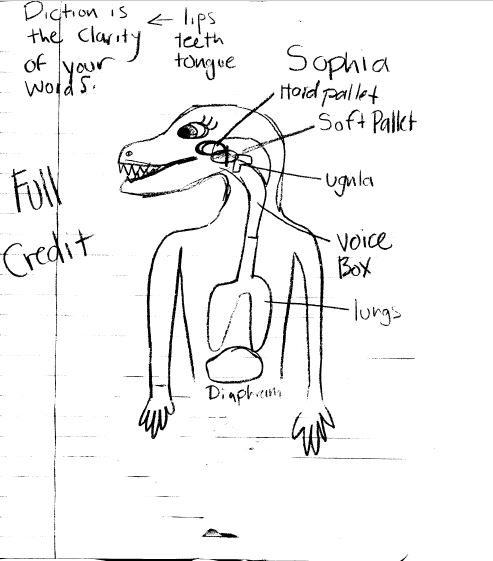 Diction is
the Clarity
of your
words.
← lips
teeth
tongue
Sophia
Hard pallet
Soft Pallet
ugula
voice
Box
lungs
Diaphram
Full
Credit